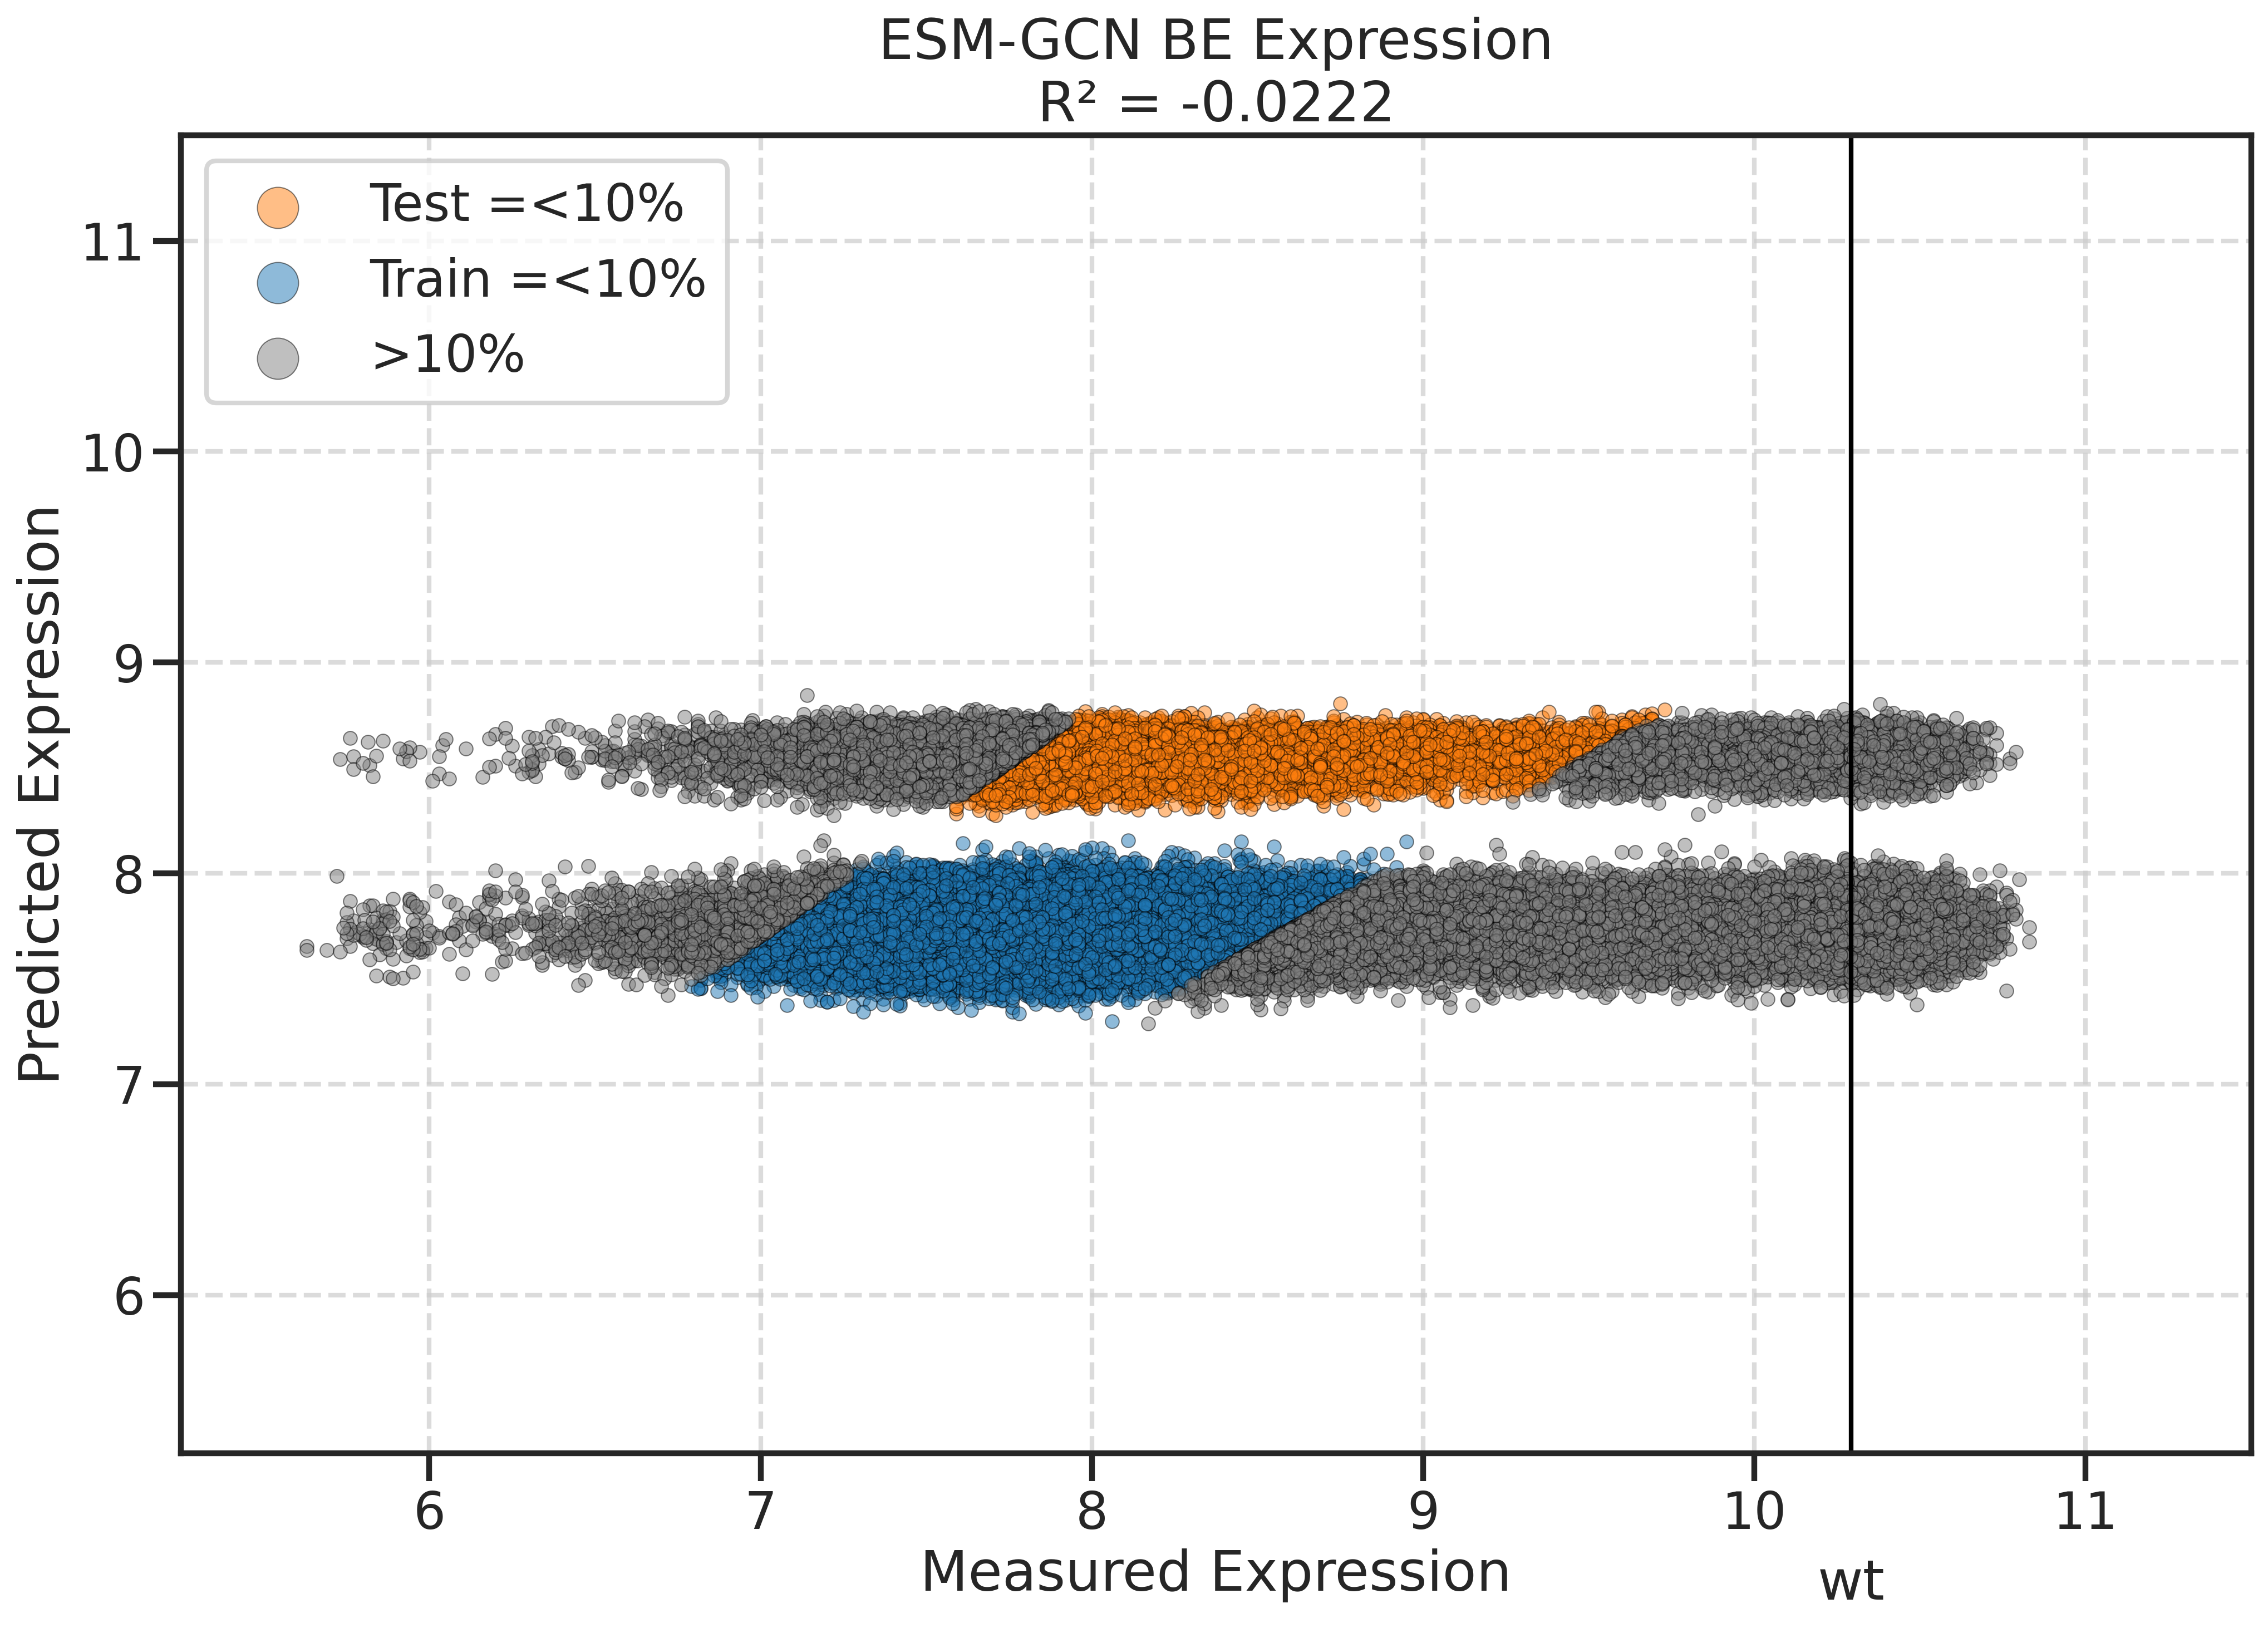 ESM-GCN BE Expression
R² = -0.0222
Test =<10%
Train =<10%
>10%
Predicted Expression
11
10
9
8
7
6
6
7
8
9
10
11
Measured Expression
wt